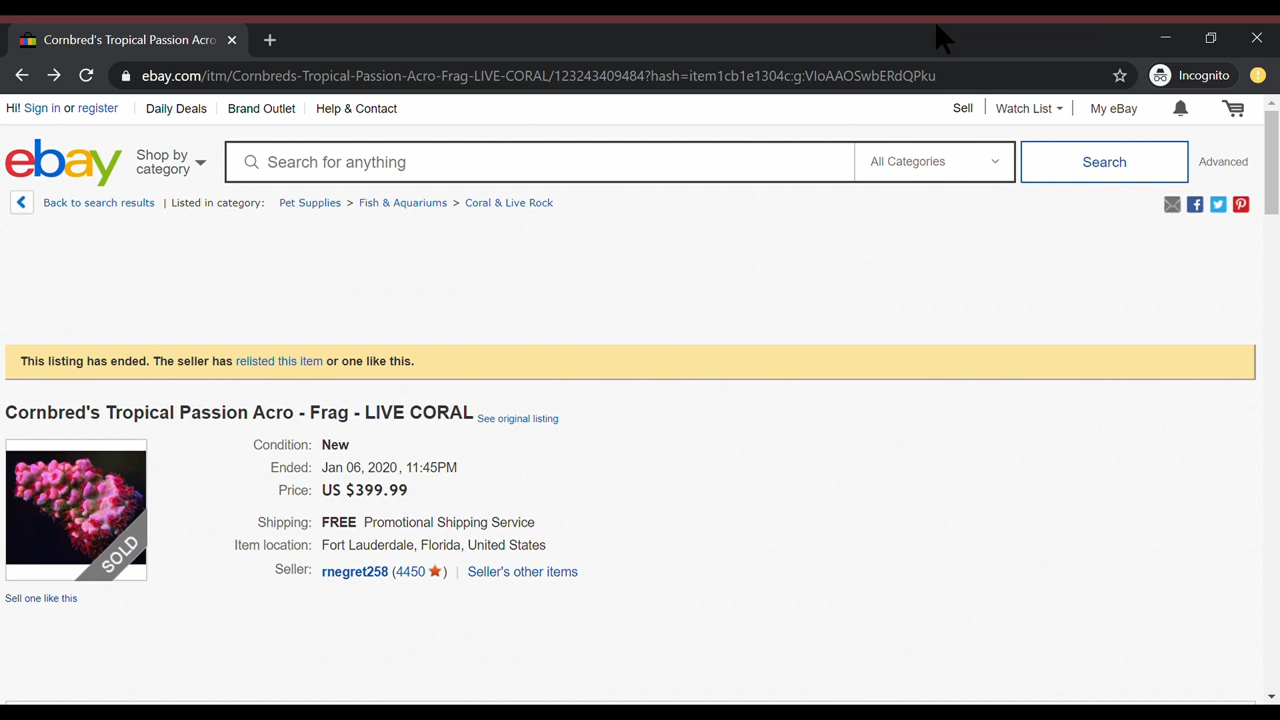 Cornbred's Tropical Passion Acro
ebay.com/itm/Cornbreds-Tropical-Passion-Acro-Frag-LIVE-CORAL/123243409484?hash=item1cb1e1304c:g:VIoAAOSwbERdQPku
Incognito
Hi! Sign in or register
Daily Deals
Brand Outlet
Help & Contact
Sell
Watch List
My eBay
ebay
Shop by category
Search for anything
All Categories
Search
Advanced
Back to search results | Listed in category: Pet Supplies > Fish & Aquariums > Coral & Live Rock
This listing has ended. The seller has relisted this item or one like this.
Cornbred's Tropical Passion Acro - Frag - LIVE CORAL See original listing
SOLD
Sell one like this
Condition: New
Ended: Jan 06, 2020, 11:45PM
Price: US $399.99
Shipping: FREE Promotional Shipping Service
Item location: Fort Lauderdale, Florida, United States
Seller: rnegret258 (4450) | Seller's other items